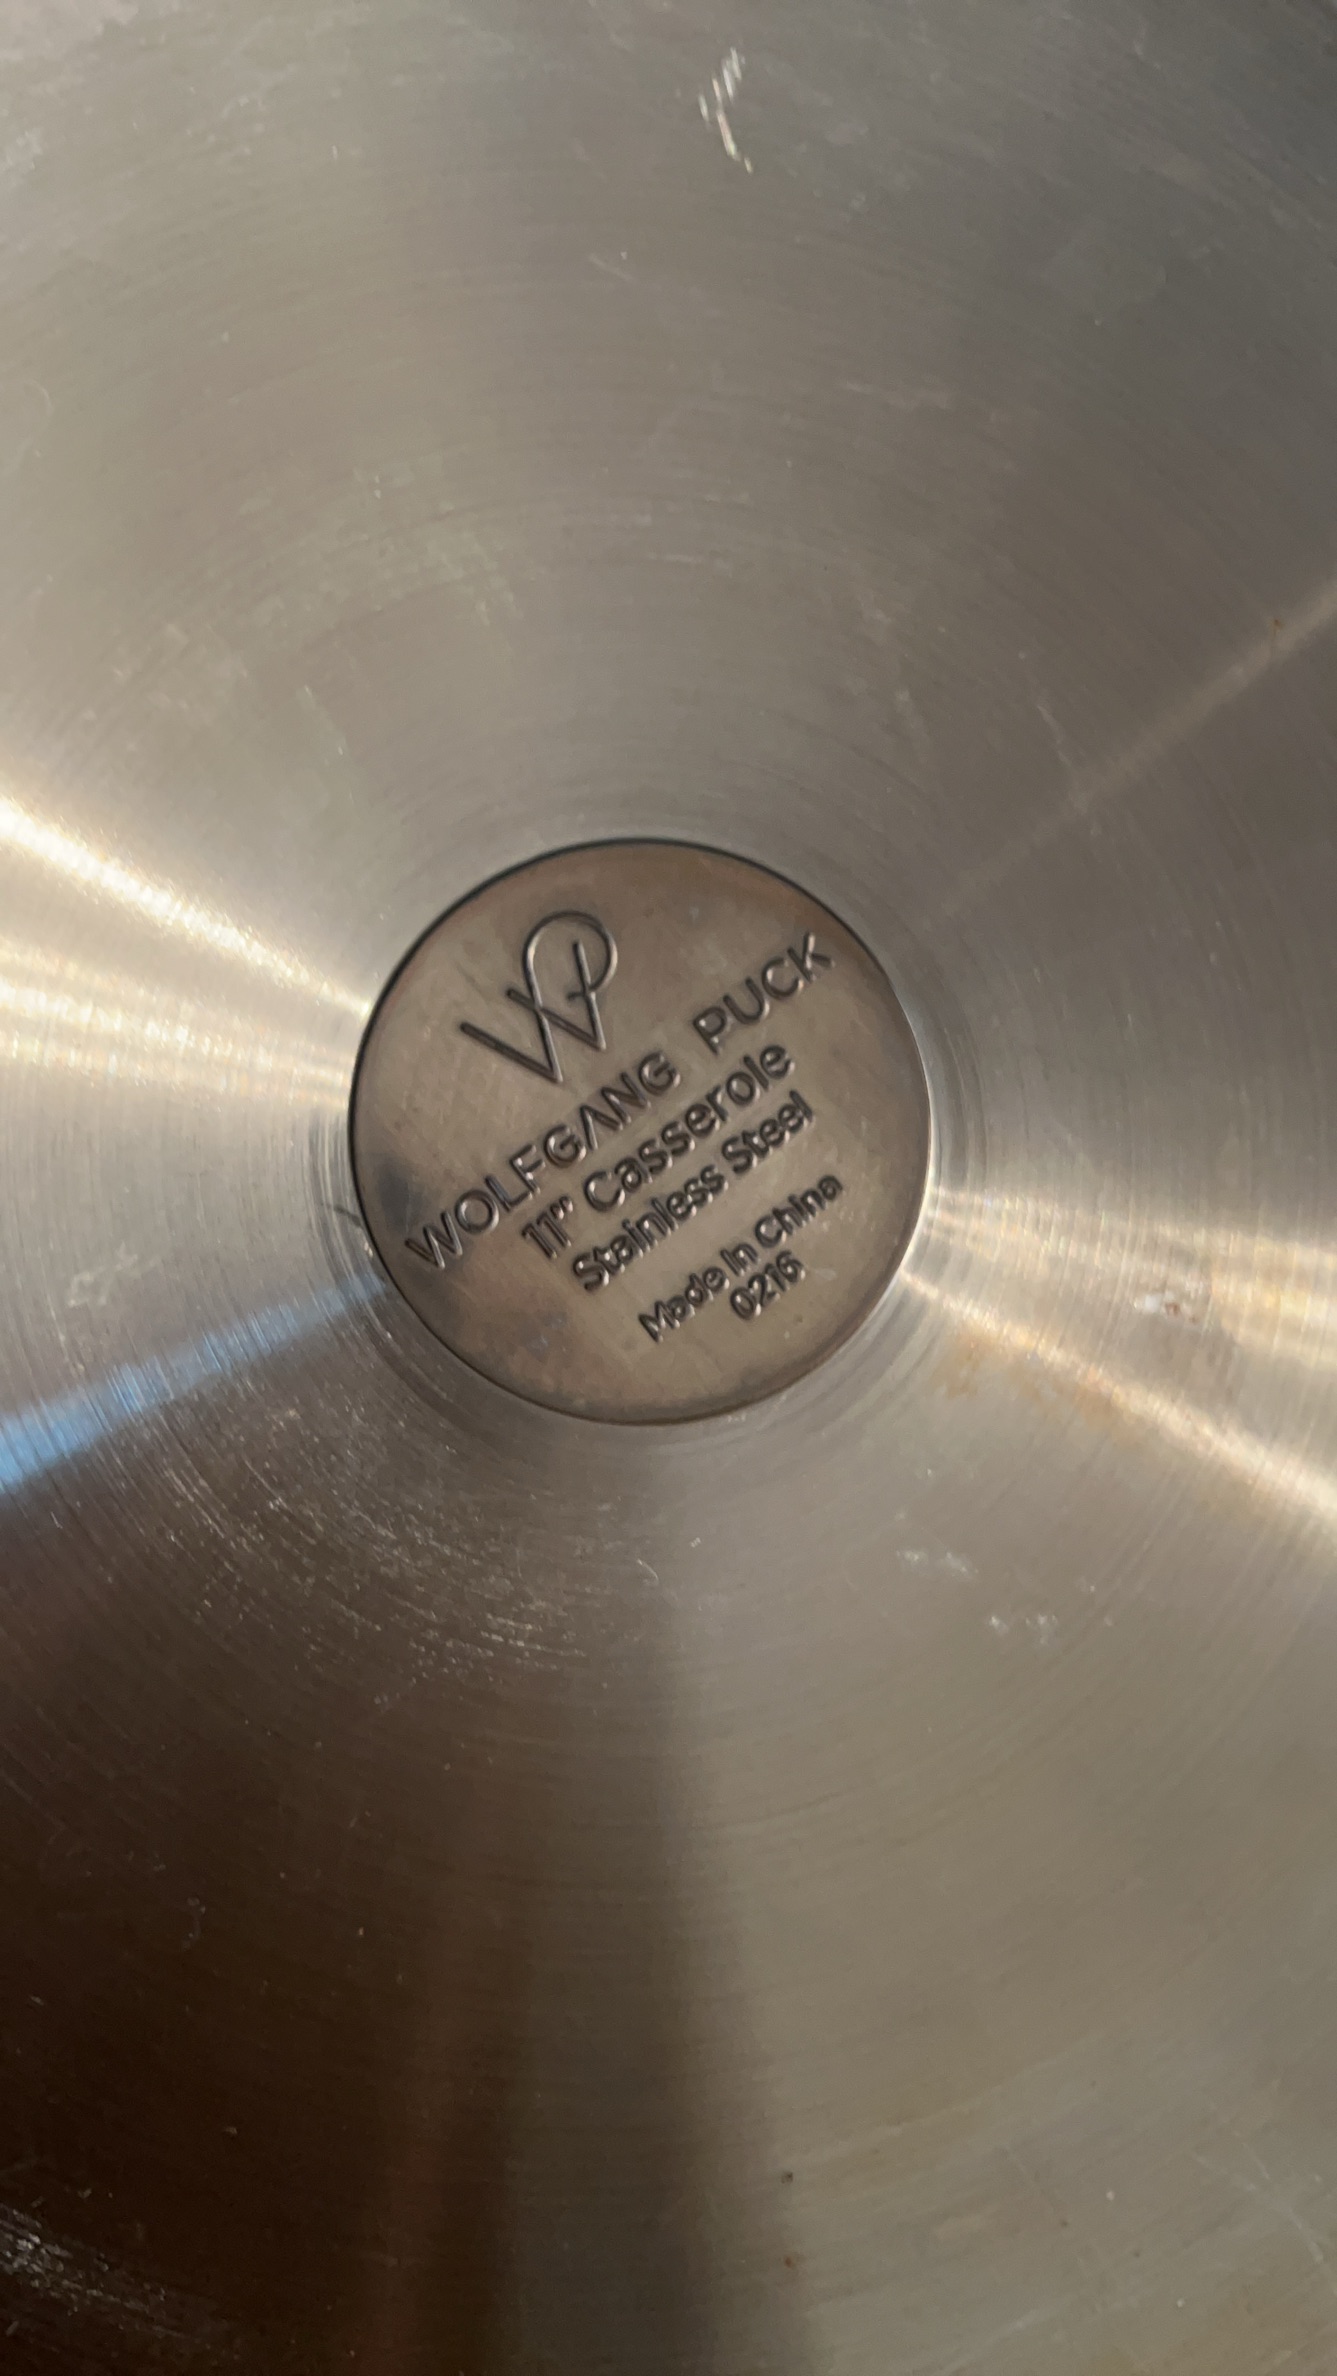 WP
WOLFGANG PUCK
11" Casserole
Stainless Steel
Made In China
0216